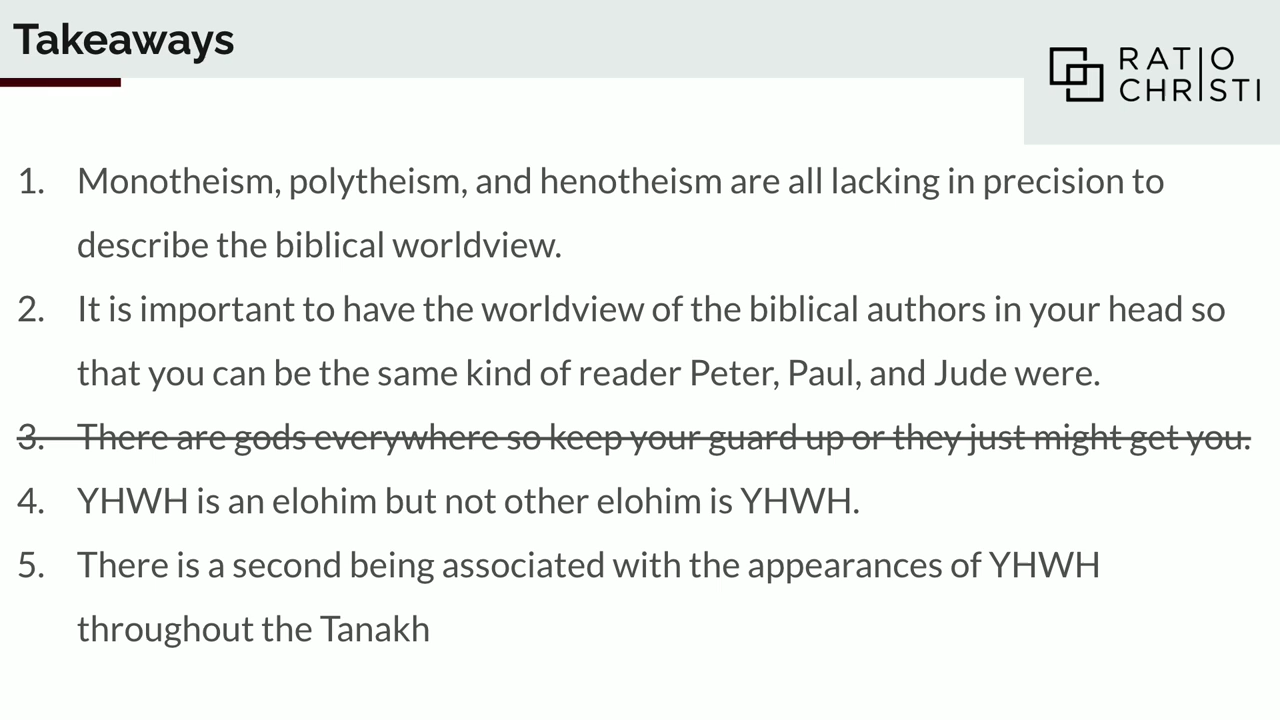 Takeaways
RATIO
CHRISTI
1. Monotheism, polytheism, and henotheism are all lacking in precision to
describe the biblical worldview.
2. It is important to have the worldview of the biblical authors in your head so
that you can be the same kind of reader Peter, Paul, and Jude were.
3. There are gods everywhere so keep your guard up or they just might get you.
4. YHWH is an elohim but not other elohim is YHWH.
5. There is a second being associated with the appearances of YHWH
throughout the Tanakh